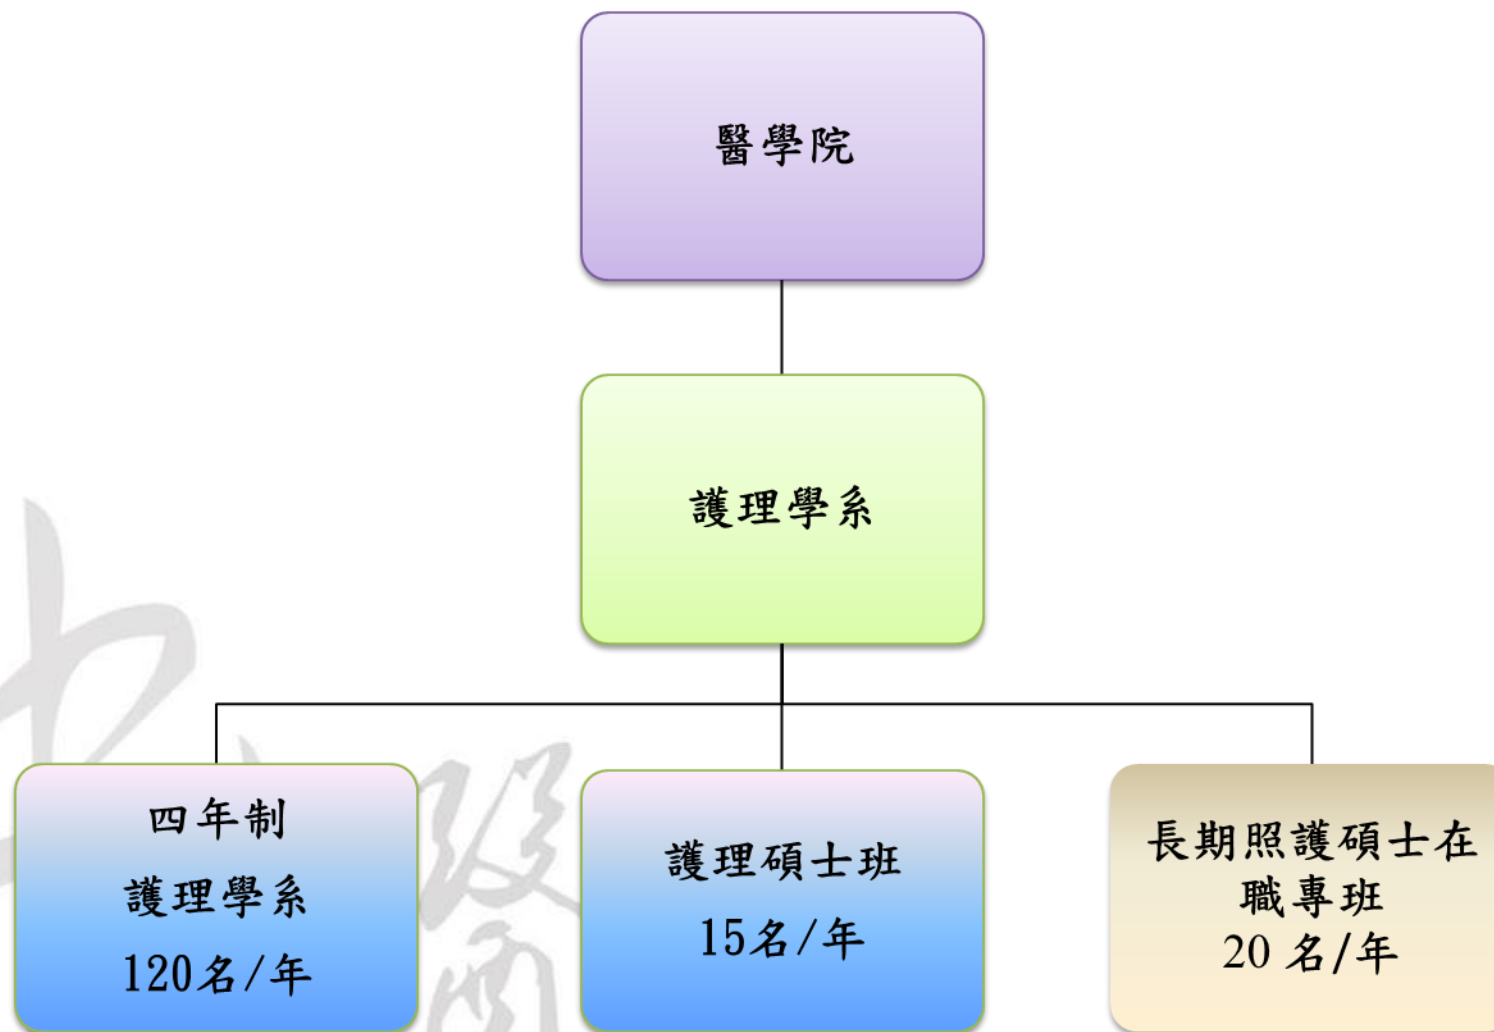 醫學院
護理學系
四年制
護理學系
120名/年
護理碩士班
15名/年
長期照護碩士在
職專班
20 名/年